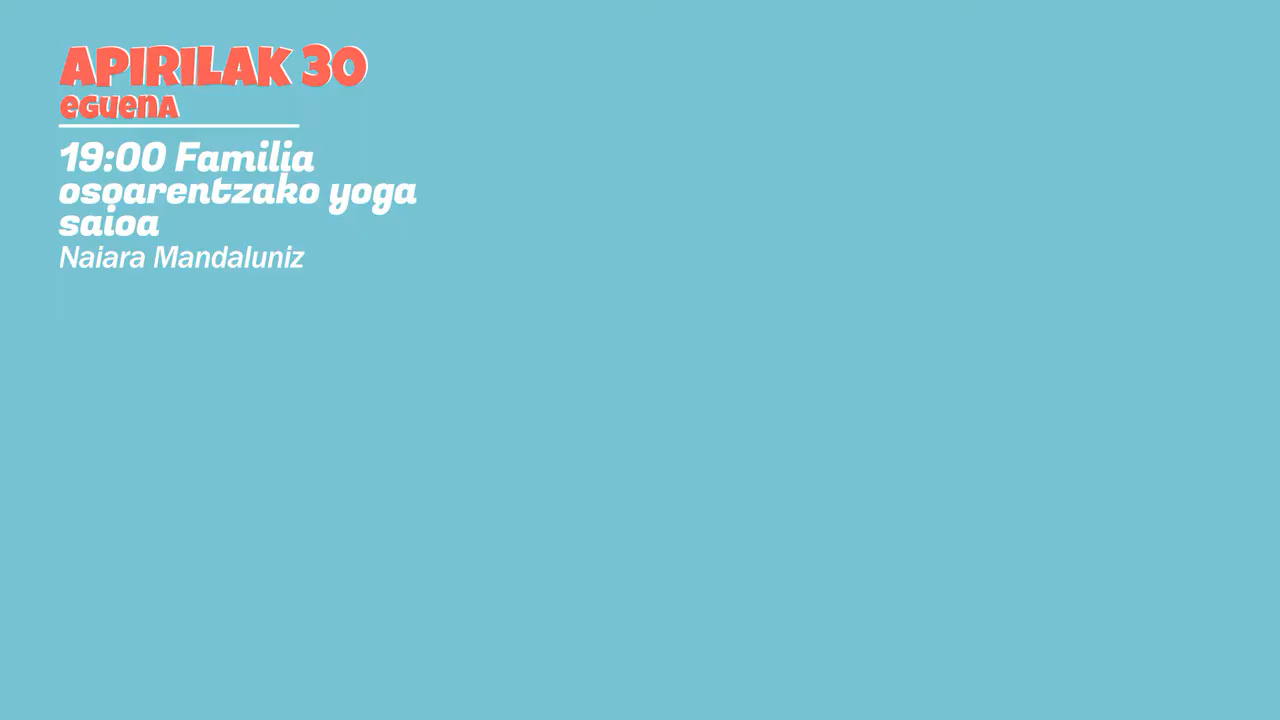 APIRILAK 30
eguena
19:00 Familia
osoarentzako yoga
saioa
Naiara Mandaluniz